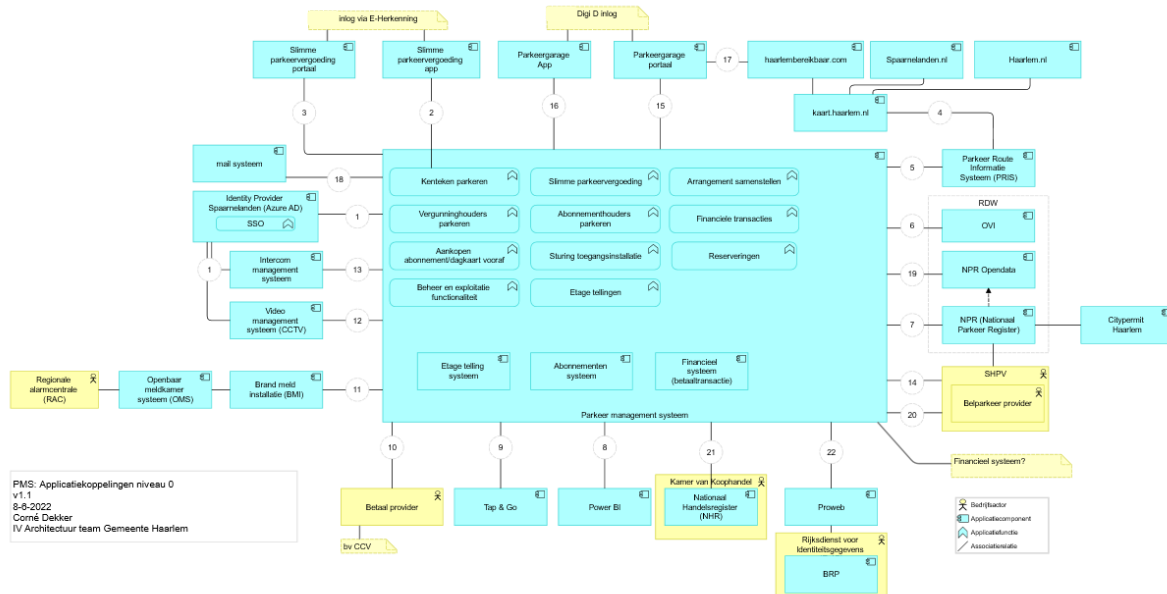 inlog via E-Herkenning
Digi D inlog
Slimme
parkeervergoeding
portaal
Slimme
parkeervergoeding
app
Parkeergarage
App
Parkeergarage
portaal
17
haarlembereikbaar.com
Spaarnelanden.nl
Haarlem.nl
3
2
16
15
kaart.haarlem.nl
4
mail systeem
18
Kenteken parkeren
Slimme parkeervergoeding
Arrangement samenstellen
5
Parkeer Route
Informatie
Systeem (PRIS)
Identity Provider
Spaarnelanden (Azure AD)
SSO
1
Vergunninghouders
parkeren
Abonnementhouders
parkeren
Financiele transacties
RDW
6
OVI
1
Intercom
management
systeem
13
Aankopen
abonnement/dagkaart vooraf
Sturing toegangsinstallatie
Reserveringen
19
NPR Opendata
Beheer en exploitatie
functionaliteit
Etage tellingen
Video
management
systeem (CCTV)
12
7
NPR (Nationaal
Parkeer Register)
Citypermit
Haarlem
Regionale
alarmcentrale
(RAC)
Openbaar
meldkamer
systeem (OMS)
Brand meld
installatie (BMI)
11
Etage telling
systeem
Abonnementen
systeem
Financieel
systeem
(betaaltransactie)
14
SHPV
20
Belparkeer provider
Parkeer management systeem
10
9
8
21
22
Financieel systeem?
PMS: Applicatiekoppelingen niveau 0
v1.1
8-6-2022
Corné Dekker
IV Architectuur team Gemeente Haarlem
Betaal provider
bv CCV
Tap & Go
Power BI
Kamer van Koophandel
Nationaal
Handelsregister
(NHR)
Proweb
Rijksdienst voor
Identiteitsgegevens
BRP
Bedrijfsactor
Applicatiecomponent
Applicatiefunctie
Associatierelatie